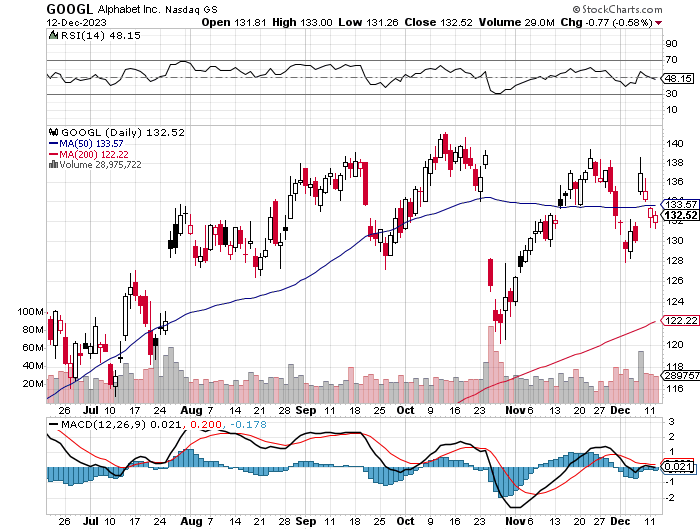 GOOGL Alphabet Inc. Nasdaq GS © StockCharts.com
12-Dec-2023 Open 131.81 High 133.00 Low 131.26 Close 132.52 Volume 29.0M Chg -0.77 (-0.58%)
RSI(14) 48.15
90
70
48.15
30
10
GOOGL (Daily) 132.52
MA(50) 133.57
MA(200) 122.22
Volume 28,975,722
140
138
136
133.57
132.52
130
128
126
124
122.22
120
118
116
100M
80M
60M
40M
20M
289757
26 Jul 10 17 24 Aug 7 14 21 28 Sep 11 18 25 Oct 9 16 23 Nov 6 13 20 27 Dec 11
MACD(12,26,9) 0.021, 0.200, -0.178
3
2
1
0.021
-1
-2
26 Jul 10 17 24 Aug 7 14 21 28 Sep 11 18 25 Oct 9 16 23 Nov 6 13 20 27 Dec 11